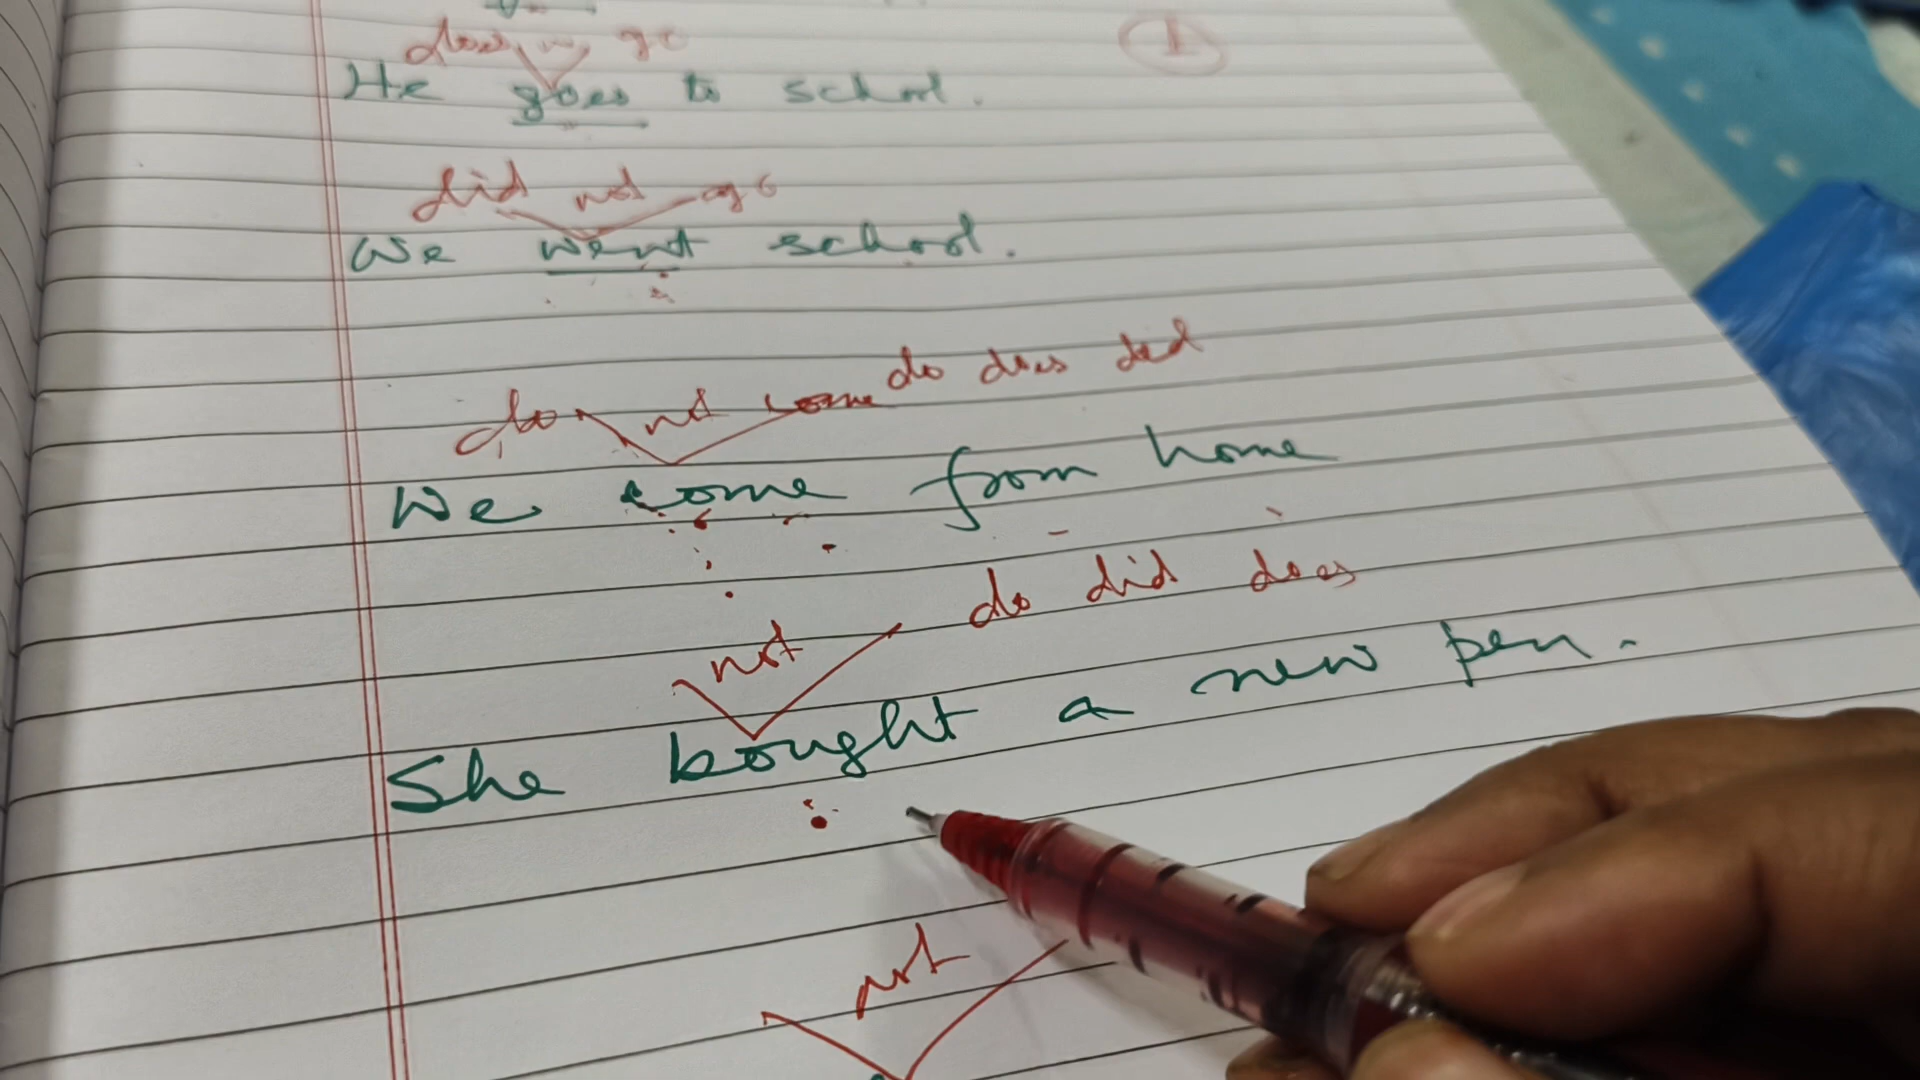 does go
He goes to school.
did not go
We went school.
do not come do does did
We come from home
not do did does
She bought a new pen.
not